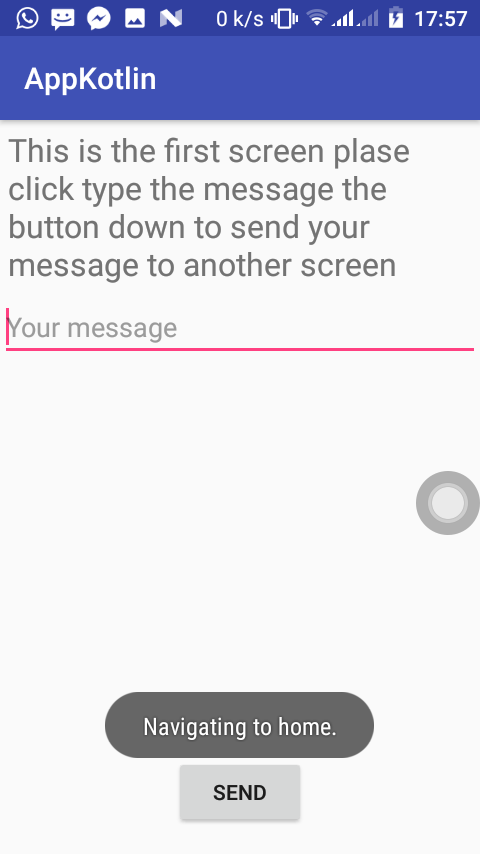 0 k/s 17:57
AppKotlin
This is the first screen plase
click type the message the
button down to send your
message to another screen
Your message
Navigating to home.
SEND